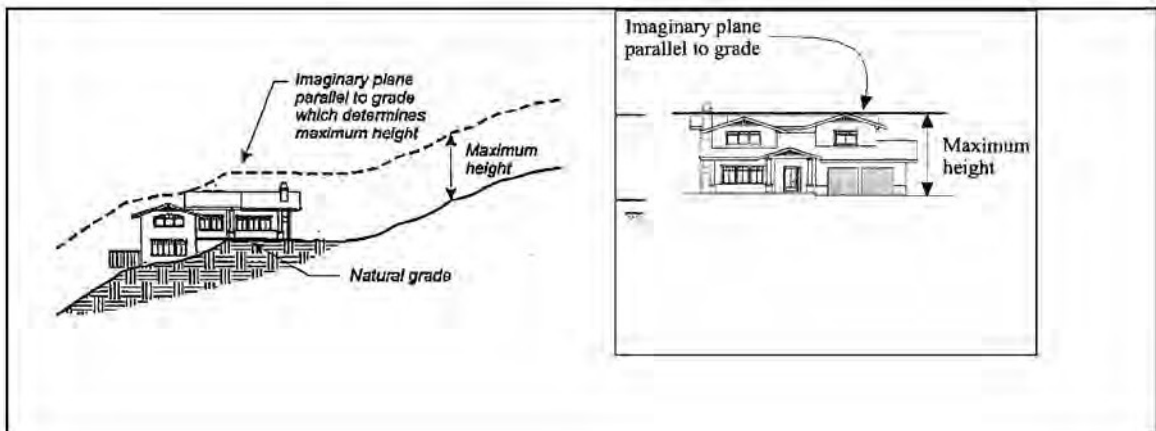 Imaginary plane
parallel to grade
which determines
maximum height
Maximum
height
Natural grade
Imaginary plane
parallel to grade
Maximum
height